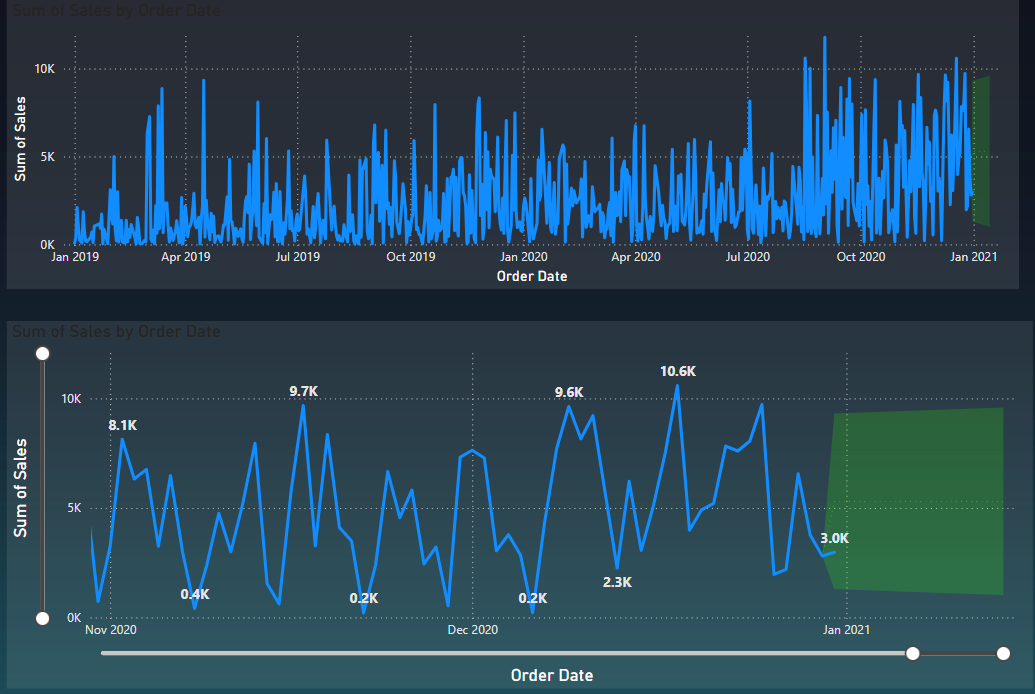 Sum of Sales by Order Date
Sum of Sales
10K
5K
0K
Jan 2019 Apr 2019 Jul 2019 Oct 2019 Jan 2020 Apr 2020 Jul 2020 Oct 2020 Jan 2021
Order Date
Sum of Sales by Order Date
Sum of Sales
10K
5K
0K
8.1K
0.4K
9.7K
0.2K
0.2K
9.6K
2.3K
10.6K
3.0K
Nov 2020 Dec 2020 Jan 2021
Order Date